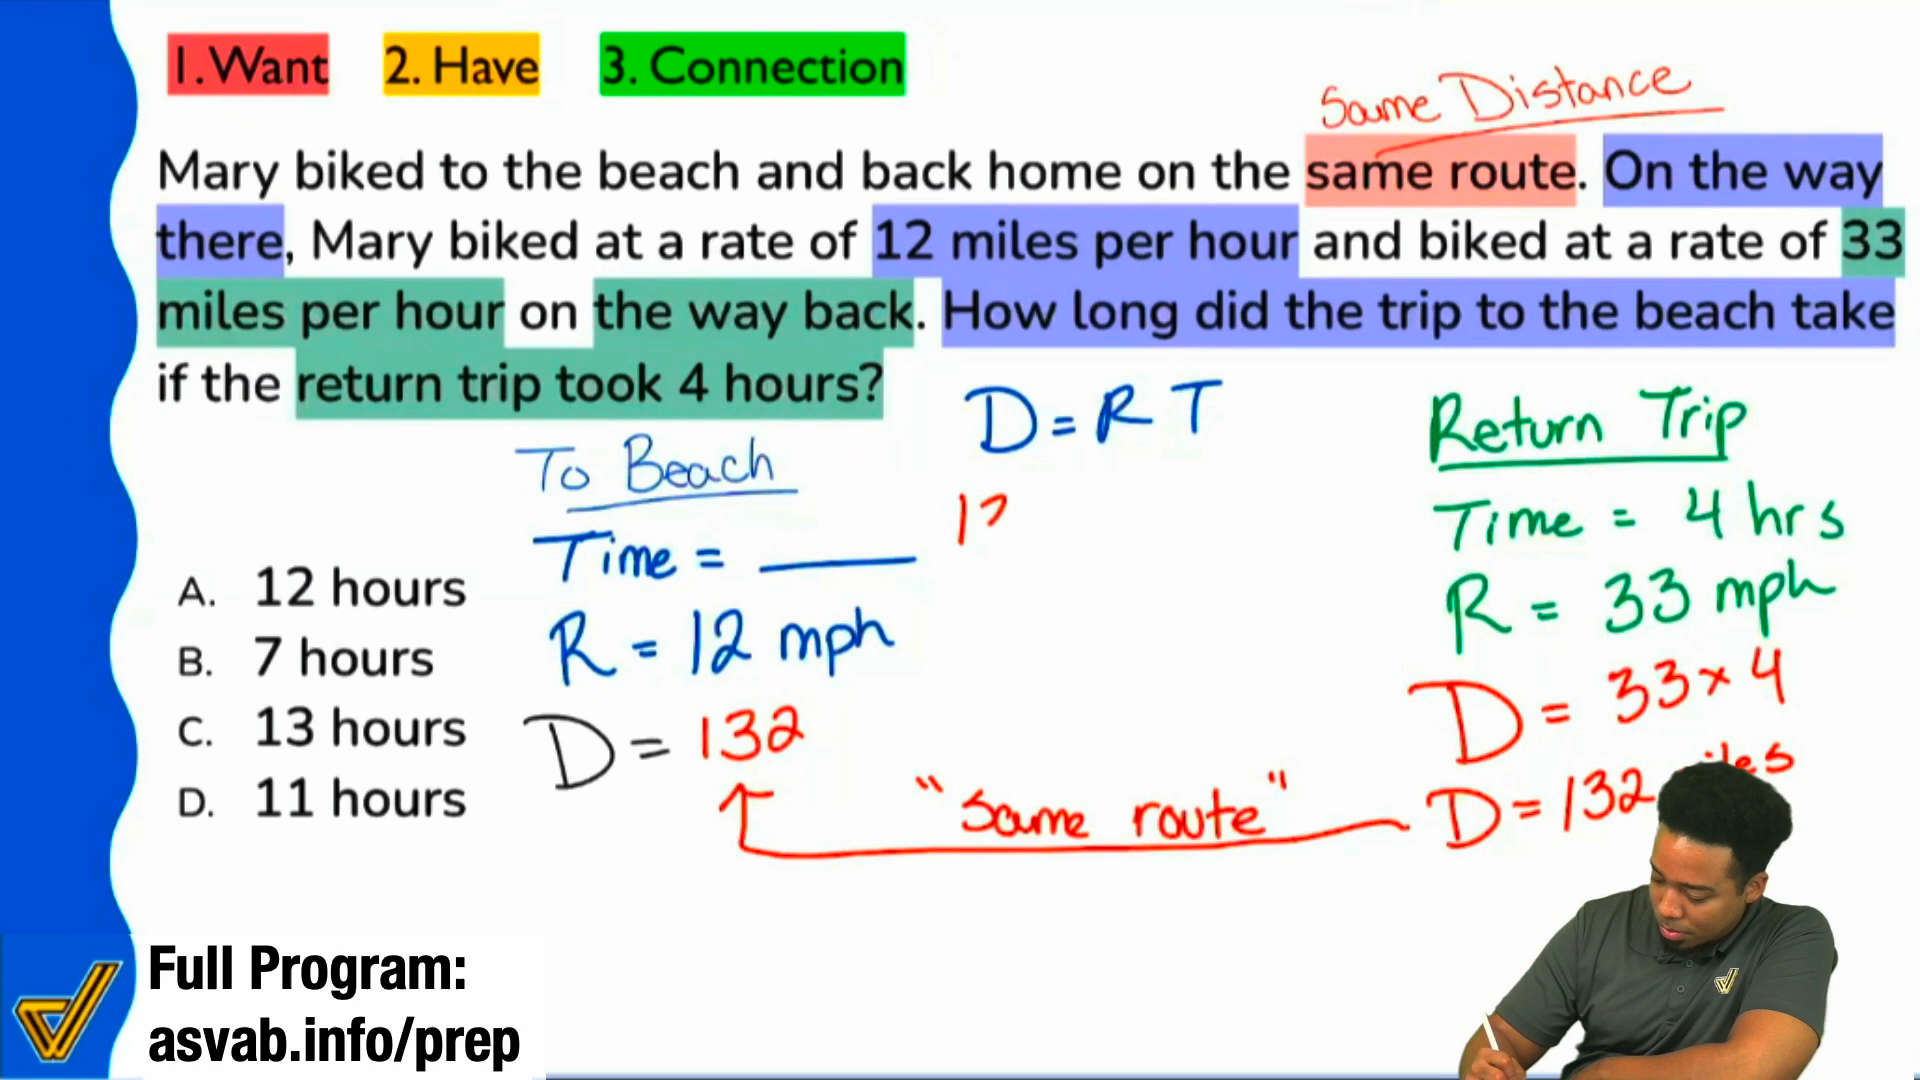 1. Want 2. Have 3. Connection
Same Distance
Mary biked to the beach and back home on the same route. On the way
there, Mary biked at a rate of 12 miles per hour and biked at a rate of 33
miles per hour on the way back. How long did the trip to the beach take
if the return trip took 4 hours?
D = R T
To Beach
Time = ____
R = 12 mph
D = 132
"same route"
Return Trip
Time = 4 hrs
R = 33 mph
D = 33 x 4
D = 132
A. 12 hours
B. 7 hours
C. 13 hours
D. 11 hours
Full Program:
asvab.info/prep